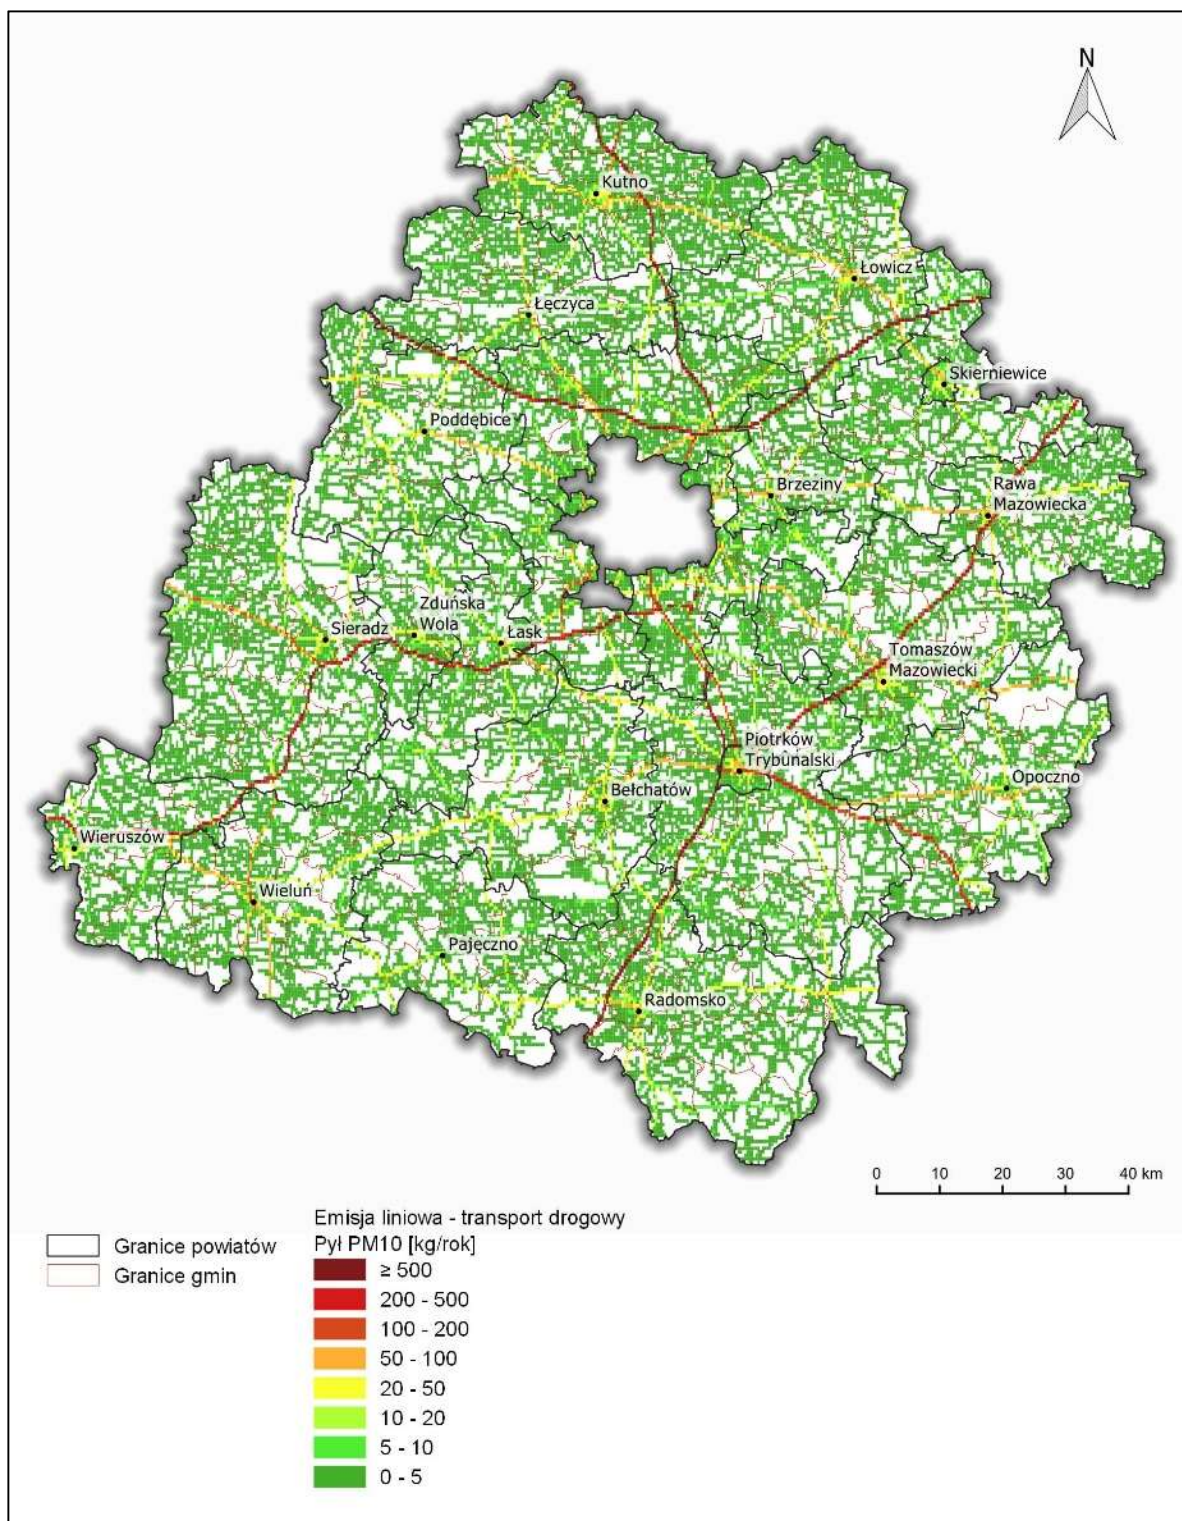 N
Kutno
Łowicz
Łęczyca
Skierniewice
Poddębice
Brzeziny
Rawa
Mazowiecka
Zduńska
Wola
Sieradz
Łask
Tomaszów
Mazowiecki
Piotrków
Trybunalski
Opoczno
Bełchatów
Wieruszów
Wieluń
Pajęczno
Radomsko
0 10 20 30 40 km
Emisja liniowa - transport drogowy
Pył PM10 [kg/rok]
Granice powiatów
Granice gmin
≥ 500
200 - 500
100 - 200
50 - 100
20 - 50
10 - 20
5 - 10
0 - 5